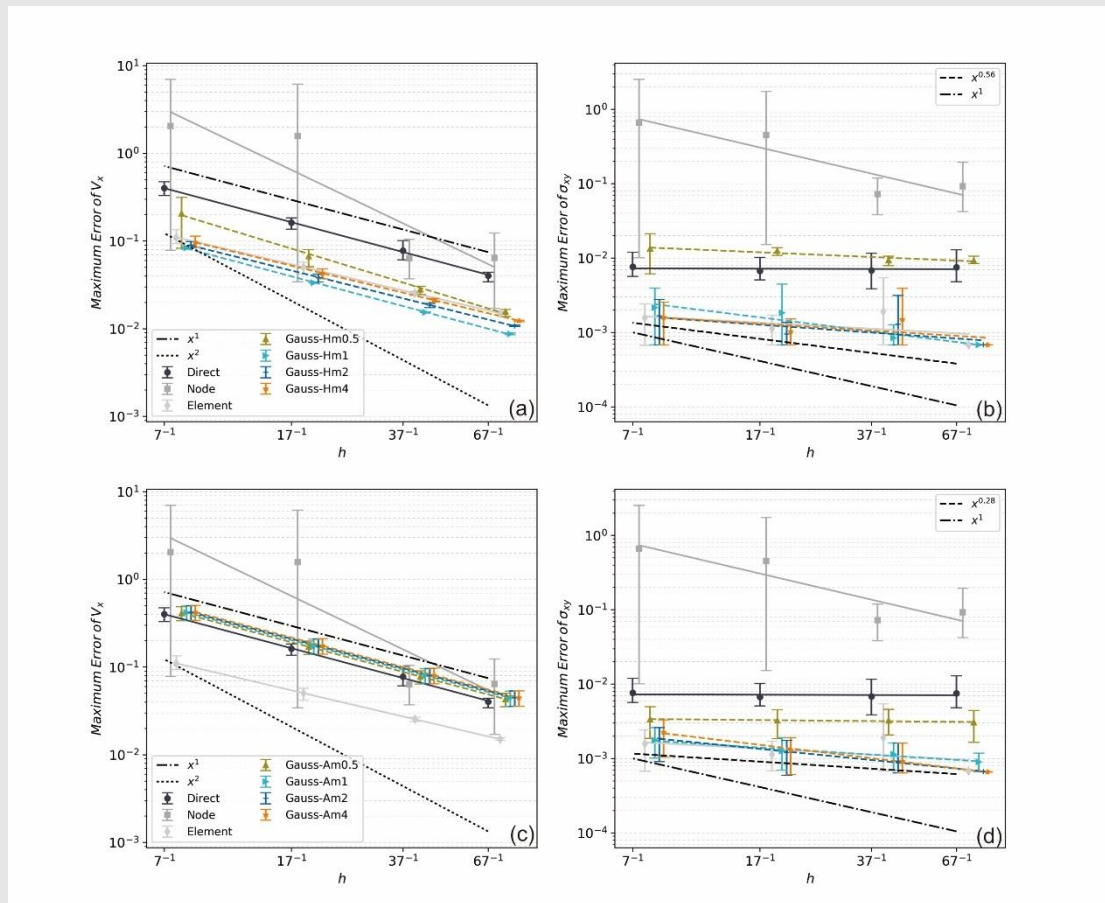 10¹
10⁰
10⁻¹
10⁻²
10⁻³
Maximum Error of Vₓ
x¹
x²
Direct
Node
Element
Gauss-Hm0.5
Gauss-Hm1
Gauss-Hm2
Gauss-Hm4
(a)
7⁻¹ 17⁻¹ 37⁻¹ 67⁻¹
h
10⁰
10⁻¹
10⁻²
10⁻³
10⁻⁴
Maximum Error of σxy
x⁰·⁵⁶
x¹
(b)
7⁻¹ 17⁻¹ 37⁻¹ 67⁻¹
h
10¹
10⁰
10⁻¹
10⁻²
10⁻³
Maximum Error of Vₓ
x¹
x²
Direct
Node
Element
Gauss-Am0.5
Gauss-Am1
Gauss-Am2
Gauss-Am4
(c)
7⁻¹ 17⁻¹ 37⁻¹ 67⁻¹
h
10⁰
10⁻¹
10⁻²
10⁻³
10⁻⁴
Maximum Error of σxy
x⁰·²⁸
x¹
(d)
7⁻¹ 17⁻¹ 37⁻¹ 67⁻¹
h